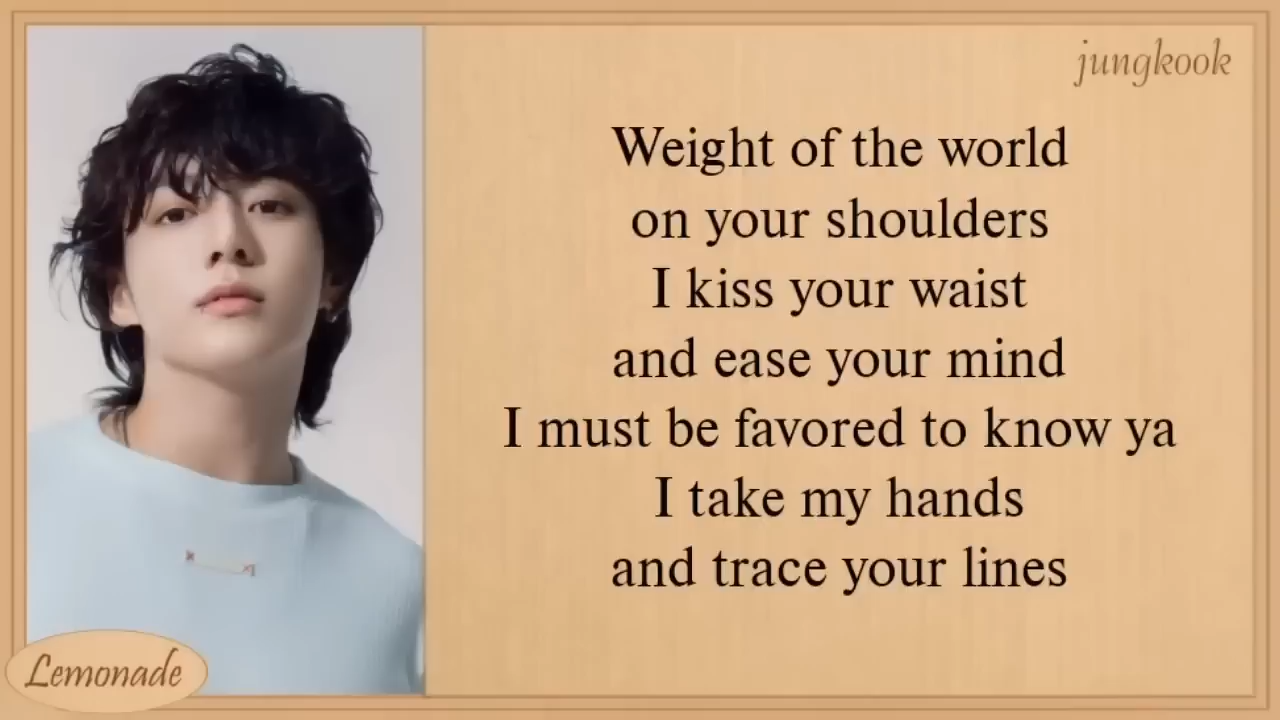 jungkook
Weight of the world
on your shoulders
I kiss your waist
and ease your mind
I must be favored to know ya
I take my hands
and trace your lines
Lemonade